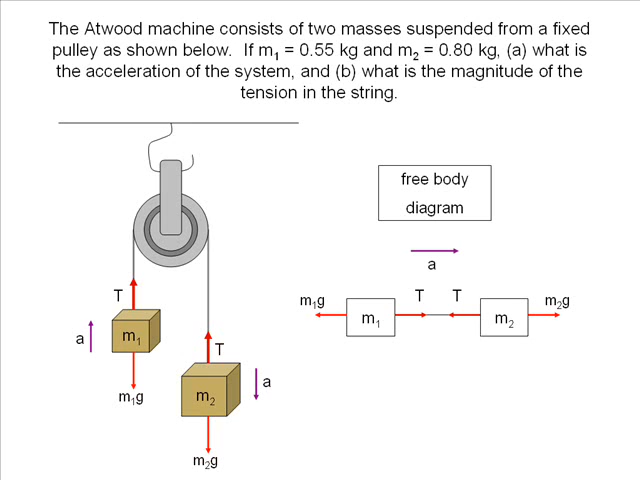 The Atwood machine consists of two masses suspended from a fixed
pulley as shown below. If m₁ = 0.55 kg and m₂ = 0.80 kg, (a) what is
the acceleration of the system, and (b) what is the magnitude of the
tension in the string.
free body
diagram
a
T
m₁g
T
T
m₂g
m₁
m₂
a
m₁
T
a
m₁g
m₂
m₂g